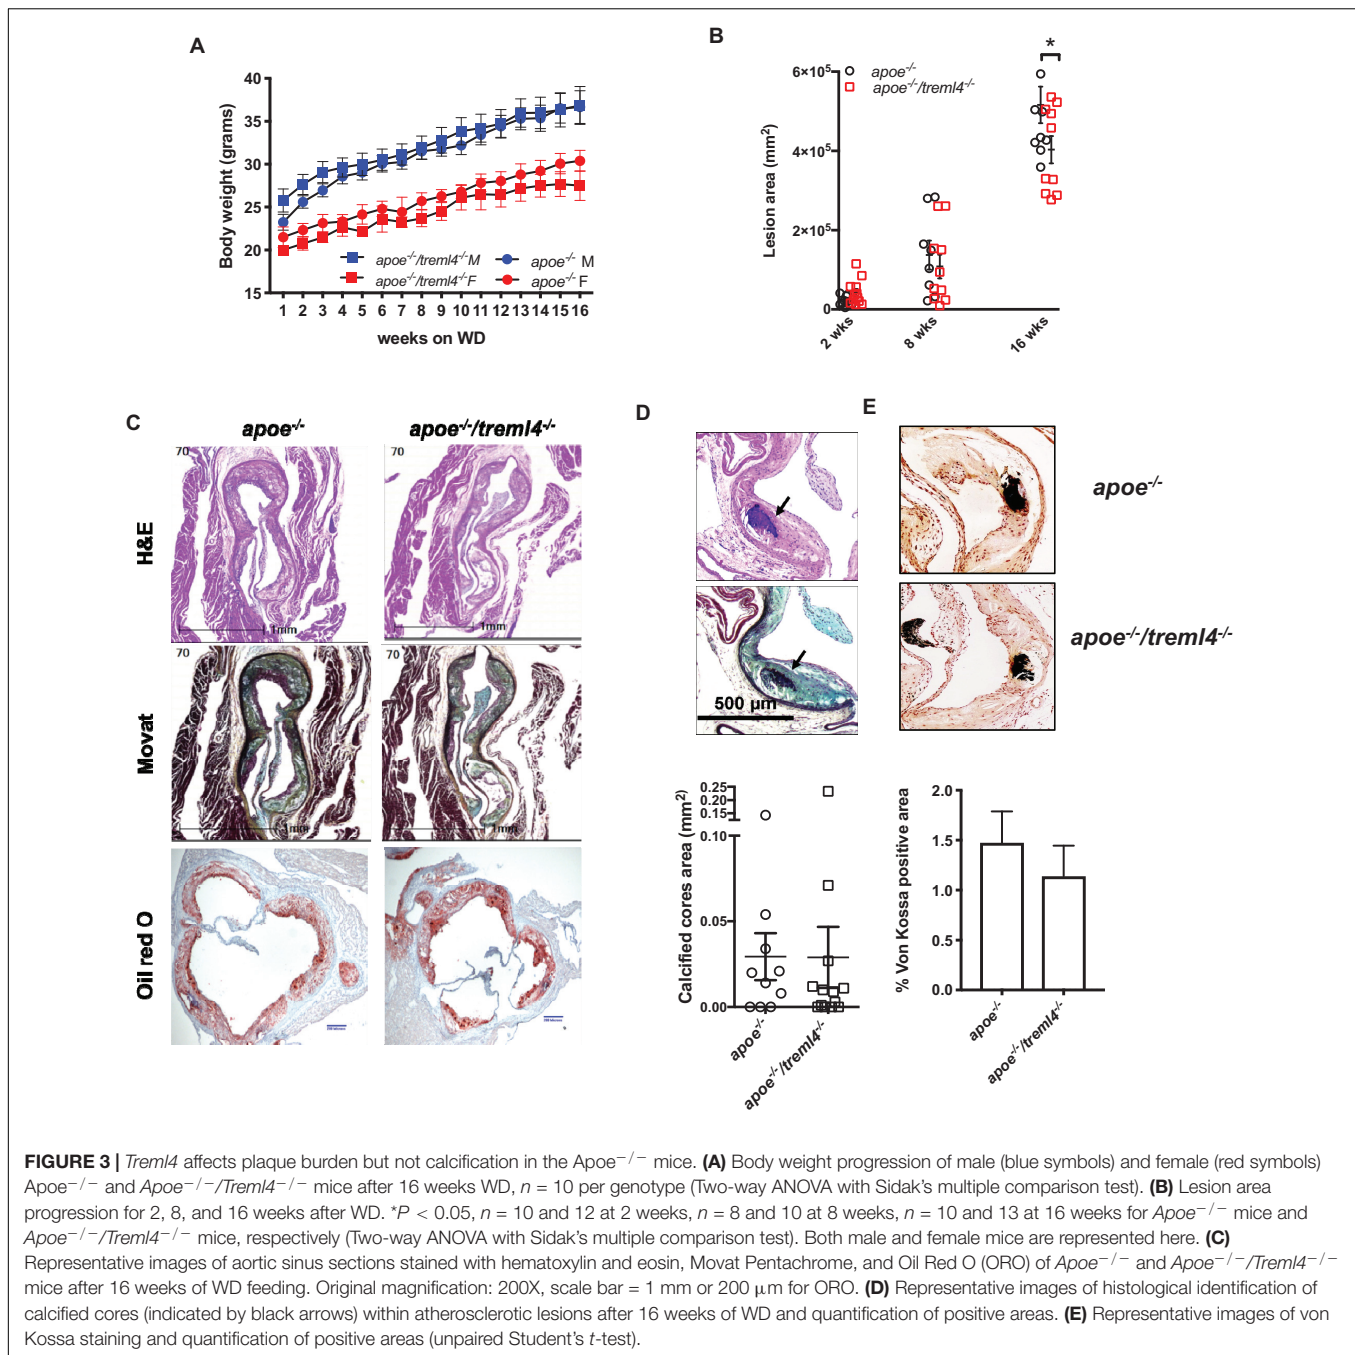 A
Body weight (grams)
40
35
30
25
20
15
apoe-/-/treml4-/-M
apoe-/- M
apoe-/-/treml4-/-F
apoe-/- F
1 2 3 4 5 6 7 8 9 10 11 12 13 14 15 16
weeks on WD
B
*
Lesion area (mm²)
6×10⁵
4×10⁵
2×10⁵
0
apoe-/-
apoe-/-/treml4-/-
2 wks
8 wks
16 wks
C
apoe-/-
apoe-/-/treml4-/-
H&E
70
1mm
70
1mm
Movat
70
1mm
70
1mm
Oil red O
D
500 µm
Calcified cores area (mm²)
0.25
0.20
0.15
0.10
0.05
0.00
apoe-/-
apoe-/-/treml4-/-
E
apoe-/-
apoe-/-/treml4-/-
% Von Kossa positive area
2.0
1.5
1.0
0.5
0.0
apoe-/-
apoe-/-/treml4-/-
FIGURE 3 | Treml4 affects plaque burden but not calcification in the Apoe−/− mice. (A) Body weight progression of male (blue symbols) and female (red symbols)
Apoe−/− and Apoe−/−/Treml4−/− mice after 16 weeks WD, n = 10 per genotype (Two-way ANOVA with Sidak's multiple comparison test). (B) Lesion area
progression for 2, 8, and 16 weeks after WD. *P < 0.05, n = 10 and 12 at 2 weeks, n = 8 and 10 at 8 weeks, n = 10 and 13 at 16 weeks for Apoe−/− mice and
Apoe−/−/Treml4−/− mice, respectively (Two-way ANOVA with Sidak's multiple comparison test). Both male and female mice are represented here. (C)
Representative images of aortic sinus sections stained with hematoxylin and eosin, Movat Pentachrome, and Oil Red O (ORO) of Apoe−/− and Apoe−/−/Treml4−/−
mice after 16 weeks of WD feeding. Original magnification: 200X, scale bar = 1 mm or 200 µm for ORO. (D) Representative images of histological identification of
calcified cores (indicated by black arrows) within atherosclerotic lesions after 16 weeks of WD and quantification of positive areas. (E) Representative images of von
Kossa staining and quantification of positive areas (unpaired Student's t-test).